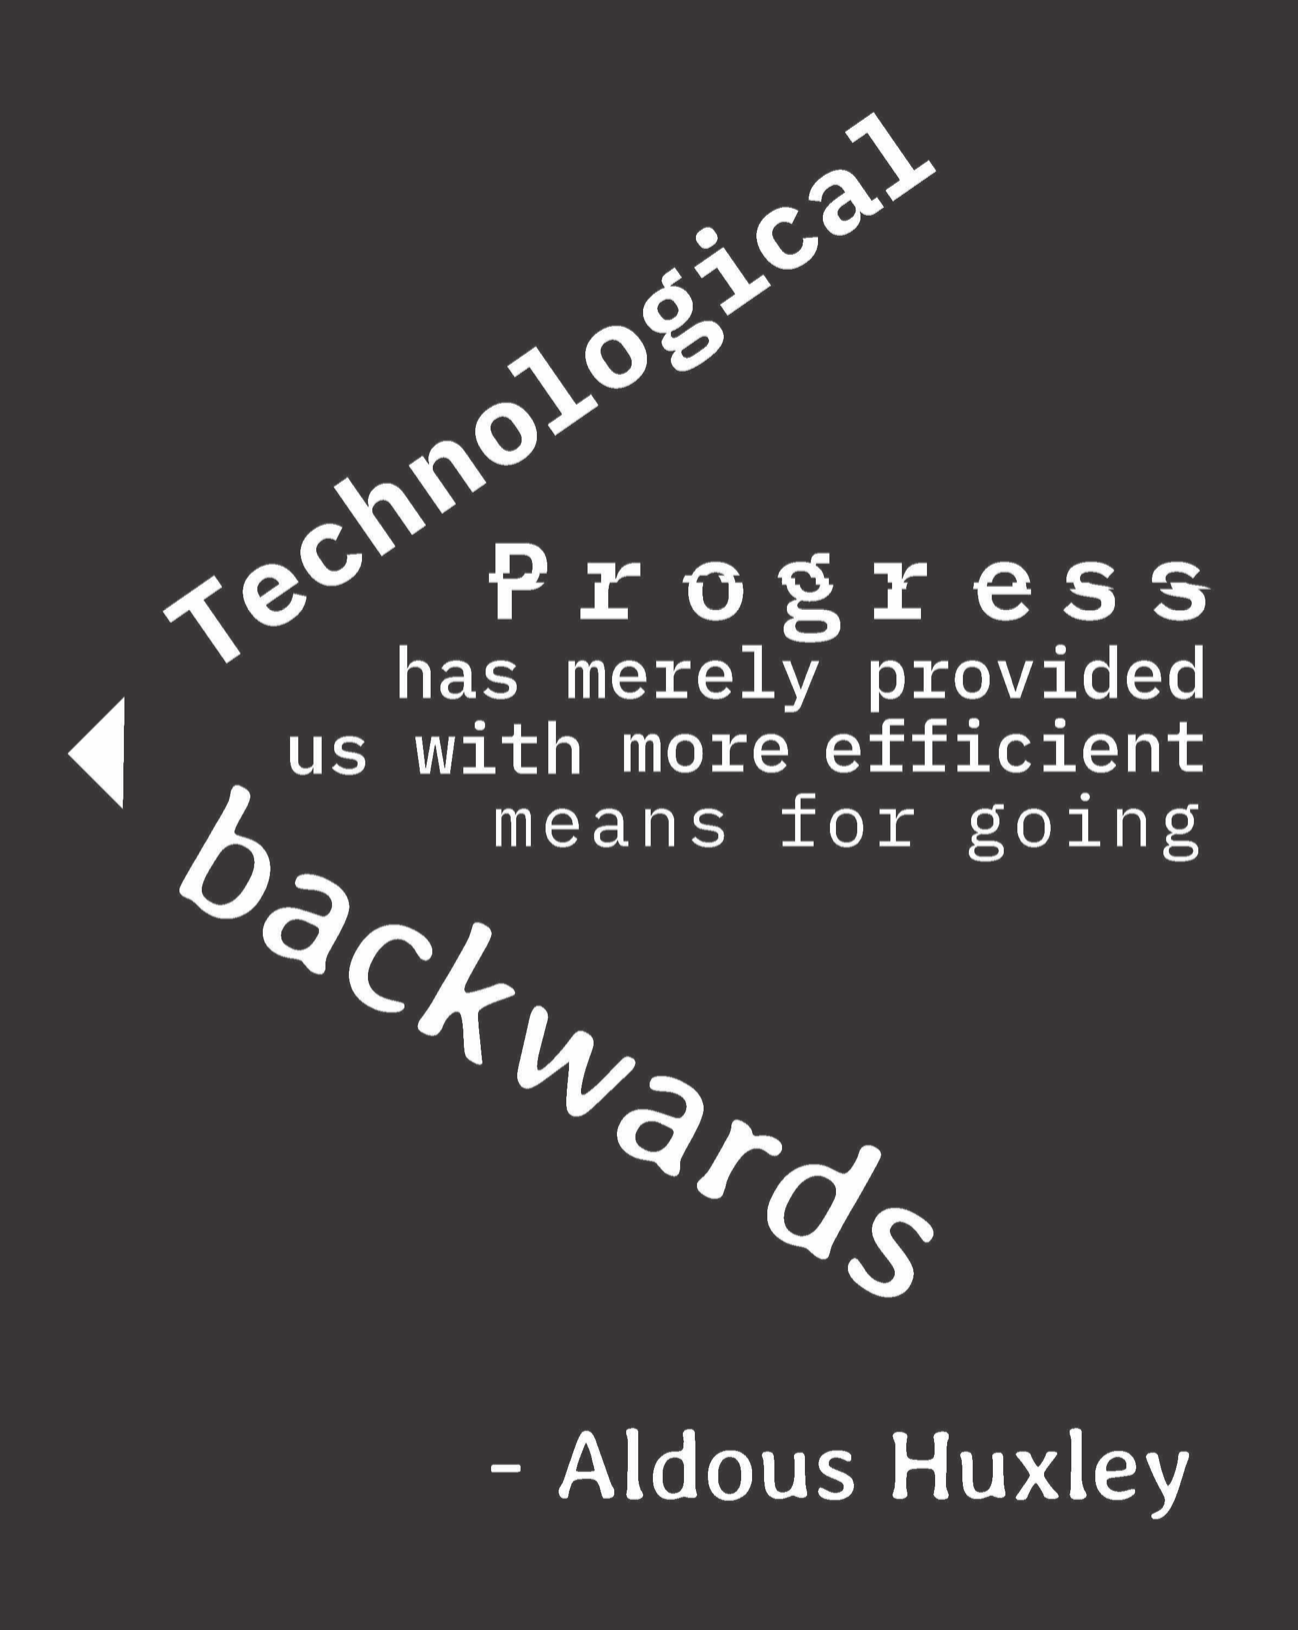 Technological
Progress
has merely provided
us with more efficient
means for going
backwards
- Aldous Huxley